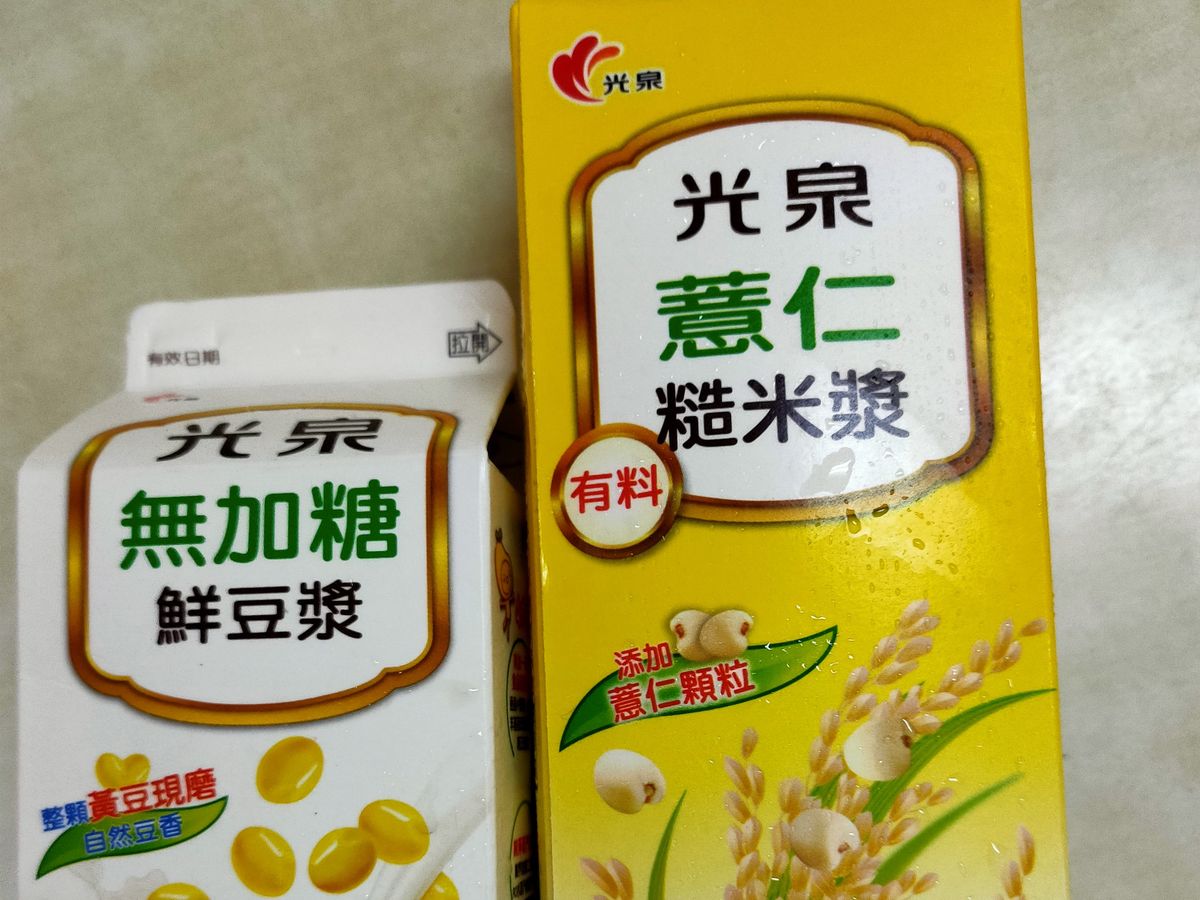 有效日期
拉開
光泉
無加糖
鮮豆漿
整顆黃豆現磨
自然豆香
光泉
光泉
薏仁
糙米漿
有料
添加
薏仁顆粒